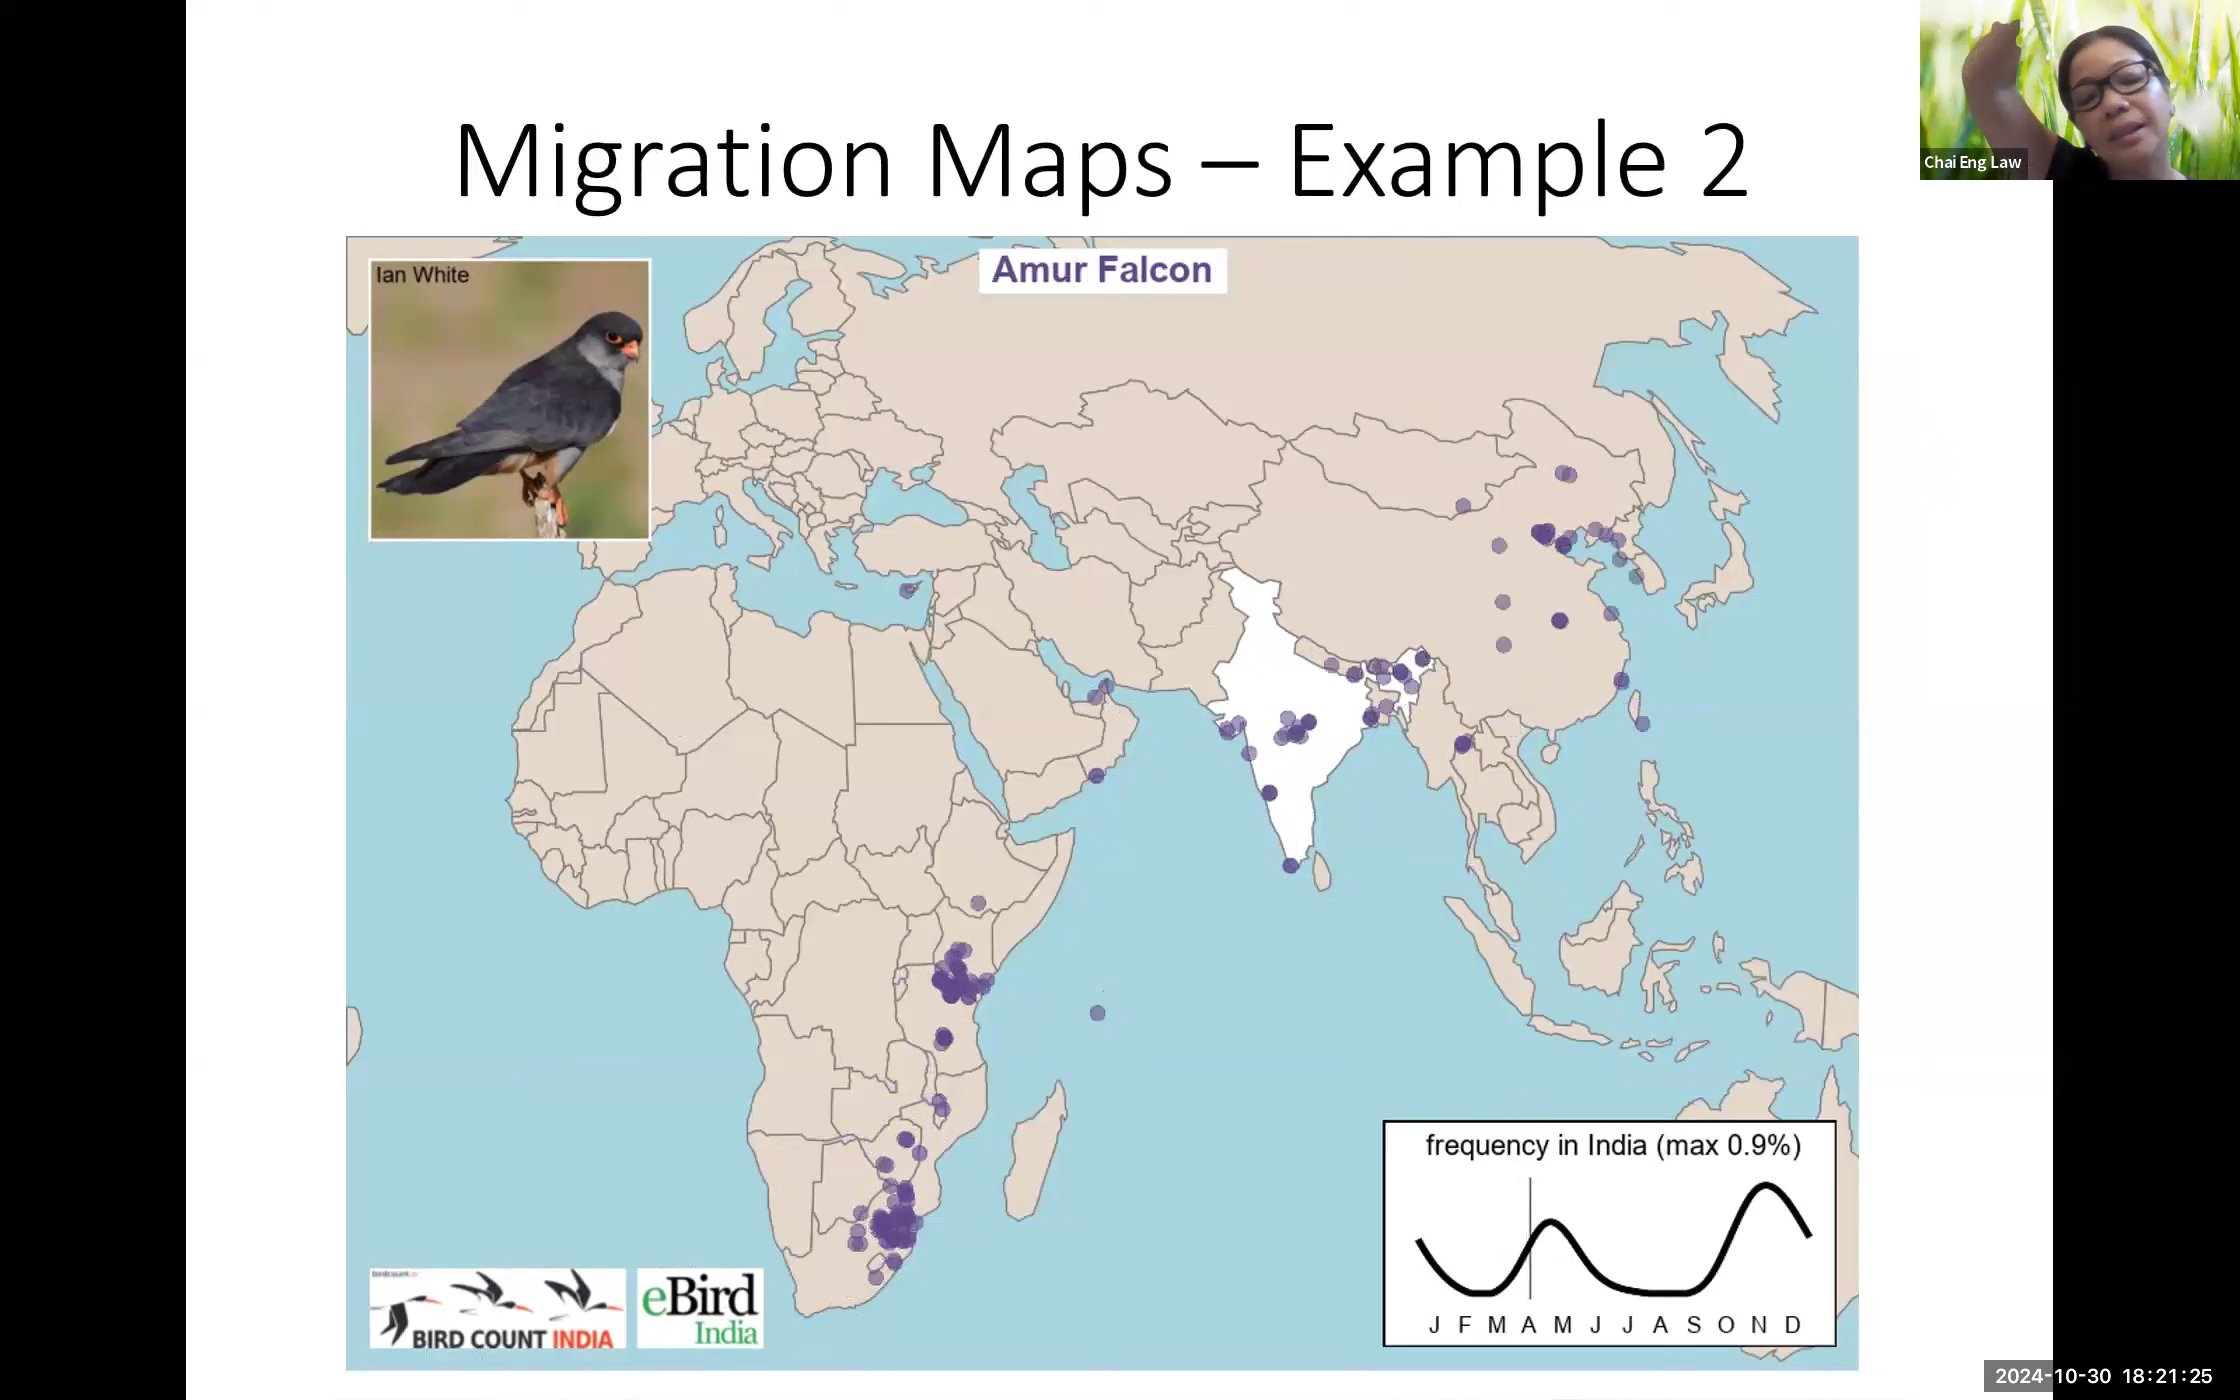 Chai Eng Law
Migration Maps – Example 2
Ian White
Amur Falcon
frequency in India (max 0.9%)
J F M A M J J A S O N D
BIRD COUNT INDIA
eBird
India
2024-10-30 18:21:25